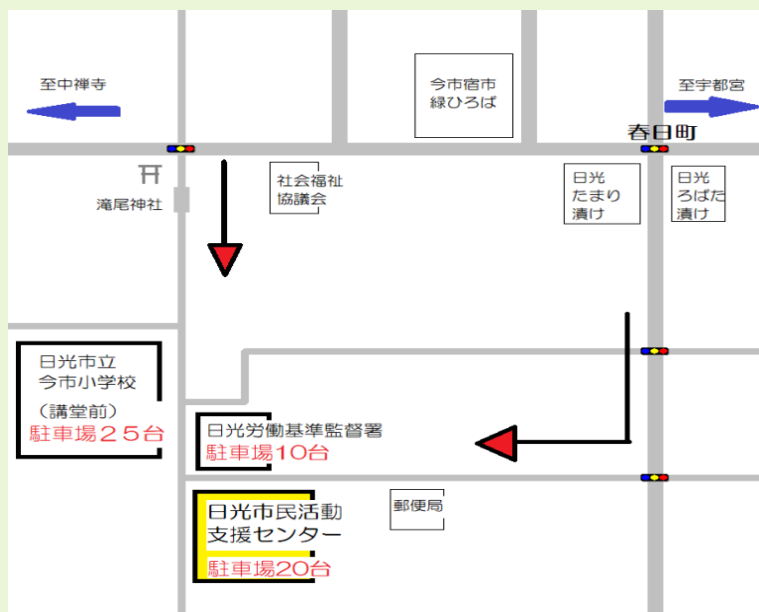 至中禅寺
今市宿市
緑ひろば
至宇都宮
春日町
滝尾神社
社会福祉
協議会
日光
たまり
漬け
日光
ろばた
漬け
日光市立
今市小学校
(講堂前)
駐車場25台
日光労働基準監督署
駐車場10台
日光市民活動
支援センター
駐車場20台
郵便局